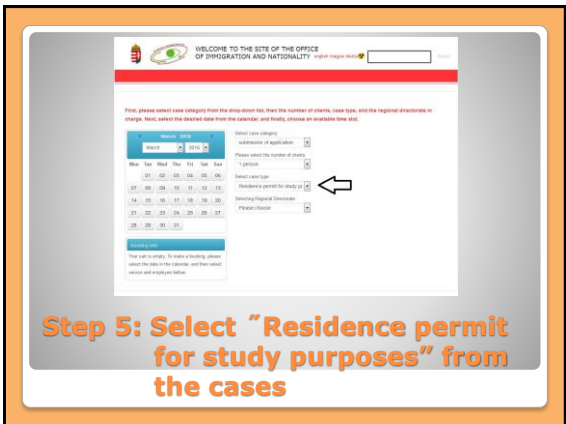 WELCOME TO THE SITE OF THE OFFICE
OF IMMIGRATION AND NATIONALITY english magyar deutsch
Search
First, please select case category from the drop-down list, then the number of clients, case type, and the regional directorate in
charge. Next, select the desired date from the calendar, and finally, choose an available time slot.
March 2016
March 2016
Mon Tue Wed Thu Fri Sat Sun
01 02 03 04 05 06
07 08 09 10 11 12 13
14 15 16 17 18 19 20
21 22 23 24 25 26 27
28 29 30 31
Booking info
Your cart is empty. To make a booking, please
select the date in the calendar, and then select
service and employee below.
Select case category
submission of application
Please select the number of clients
1 person
Select case type
Residence permit for study p
Selecting Regional Directorate
Please choose
Step 5: Select ″Residence permit
for study purposes” from
the cases